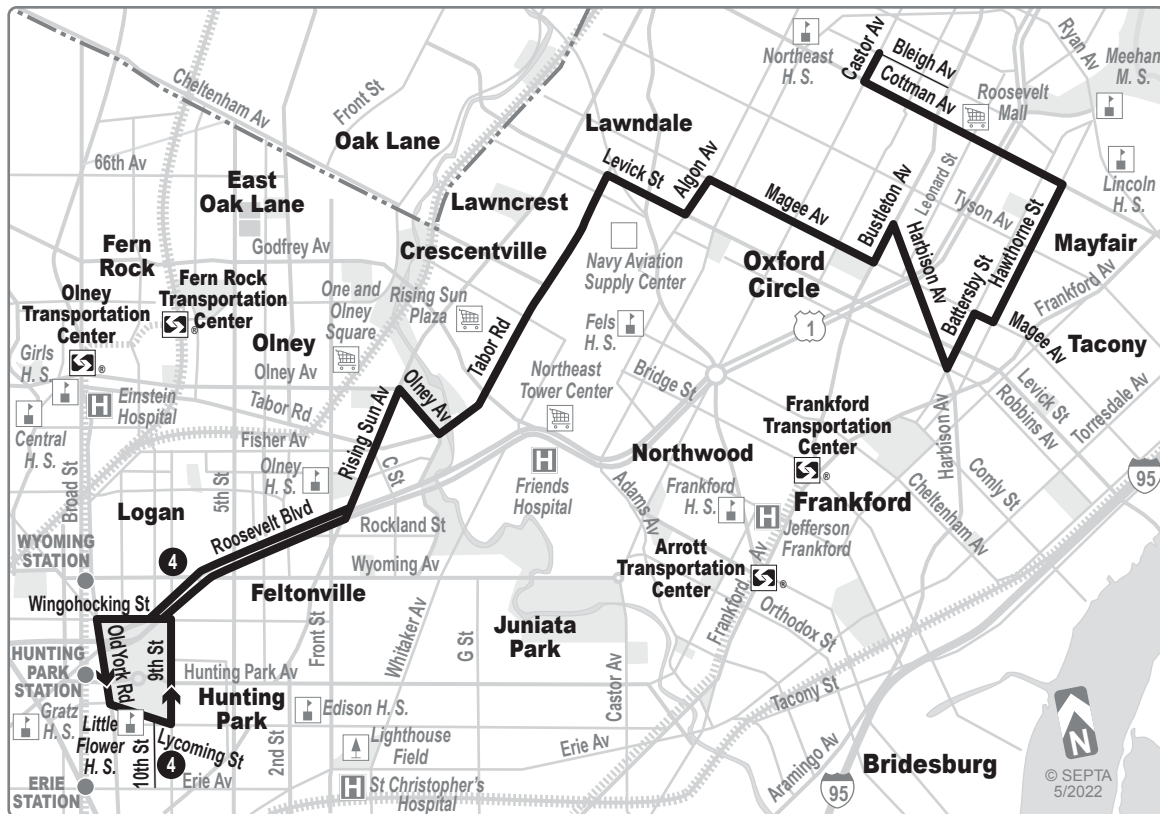 Cheltenham Av
66th Av
Front St
Oak Lane
East
Oak Lane
Godfrey Av
Fern
Rock
Olney
Transportation
Center
Fern Rock
Transportation
Center
®
®
Girls
H. S.
Central
H. S.
Einstein
Hospital
Broad St
Olney
Olney Av
Tabor Rd
Fisher Av
One and
Olney
Square
Rising Sun
Plaza
Crescentville
Lawncrest
Lawndale
Levick St
Algon Av
Magee Av
Bustleton Av
Northeast
H. S.
Castor Av
Bleigh Av
Cottman Av
Roosevelt
Mall
Ryan Av
Meehan
M. S.
Lincoln
H. S.
Leonard St
Tyson Av
Harbison Av
Battersby St
Hawthorne St
Mayfair
Frankford Av
Magee Av
Tacony
Levick St
Robbins Av
Torresdale Av
Harbison Av
Comly St
Cheltenham Av
95
Navy Aviation
Supply Center
Oxford
Circle
1
Fels
H. S.
Bridge St
Northeast
Tower Center
Tabor Rd
Olney Av
Rising Sun Av
Olney
H. S.
5th St
C St
Logan
Roosevelt Blvd
Rockland St
Wyoming Av
WYOMING
STATION
4
Wingohocking St
Feltonville
Friends
Hospital
Northwood
Adams Av
Frankford
H. S.
Jefferson
Frankford
Frankford
Transportation
Center
®
Frankford
Arrott
Transportation
Center
®
Frankford Av
Orthodox St
Tacony St
Juniata
Park
Old York Rd
9th St
HUNTING
PARK
STATION
Hunting Park Av
Hunting
Park
Front St
Whitaker Av
G St
Castor Av
Gratz
H. S.
Little
Flower
H. S.
10th St
Lycoming St
4
Erie Av
ERIE
STATION
2nd St
Edison H. S.
Lighthouse
Field
Erie Av
St Christopher's
Hospital
Aramingo Av
95
Bridesburg
N
© SEPTA
5/2022